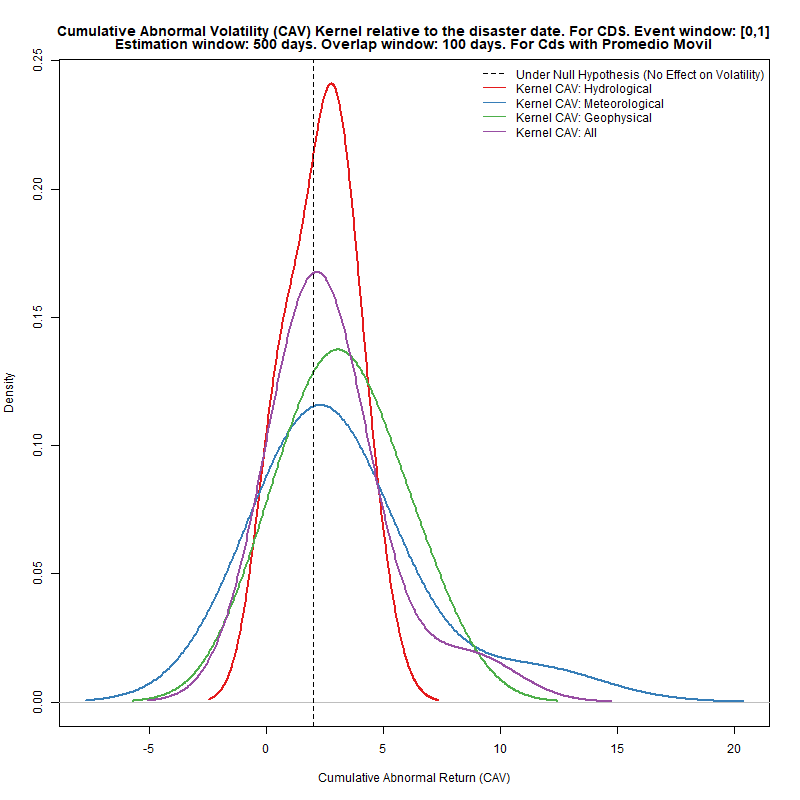 Cumulative Abnormal Volatility (CAV) Kernel relative to the disaster date. For CDS. Event window: [0,1]
Estimation window: 500 days. Overlap window: 100 days. For Cds with Promedio Movil
Under Null Hypothesis (No Effect on Volatility)
Kernel CAV: Hydrological
Kernel CAV: Meteorological
Kernel CAV: Geophysical
Kernel CAV: All
0.25
0.20
0.15
0.10
0.05
0.00
Density
-5 0 5 10 15 20
Cumulative Abnormal Return (CAV)